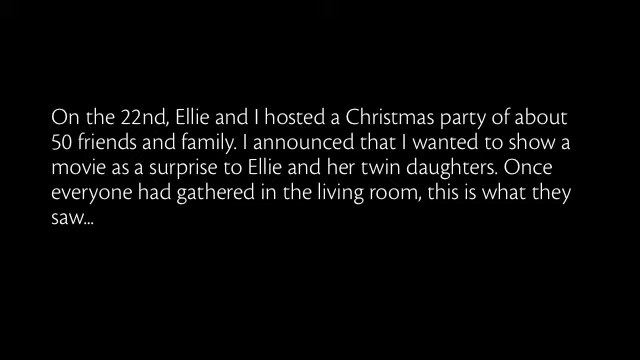 On the 22nd, Ellie and I hosted a Christmas party of about
50 friends and family. I announced that I wanted to show a
movie as a surprise to Ellie and her twin daughters. Once
everyone had gathered in the living room, this is what they
saw...